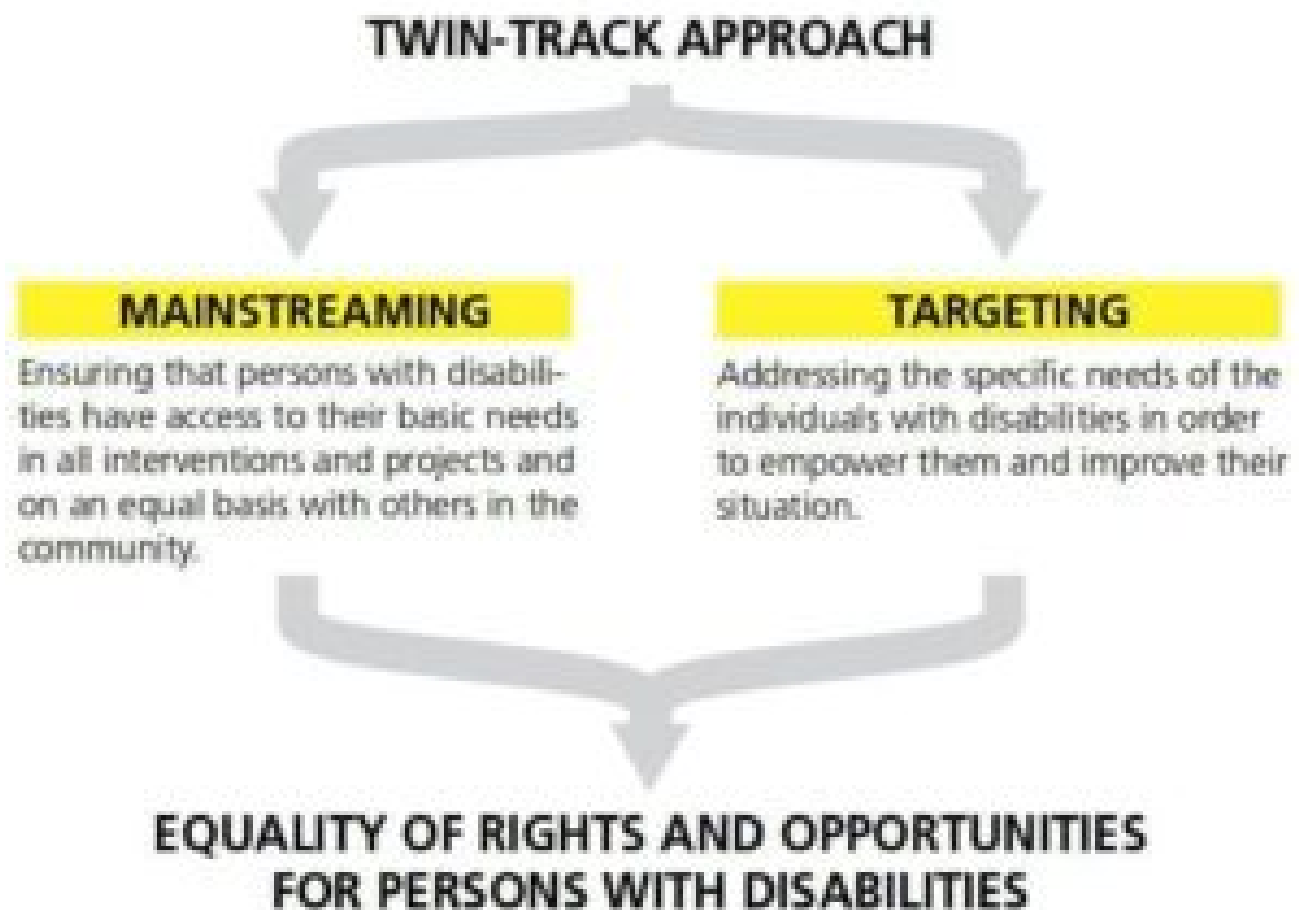 TWIN-TRACK APPROACH
MAINSTREAMING
Ensuring that persons with disabili-
ties have access to their basic needs
in all interventions and projects and
on an equal basis with others in the
community.
TARGETING
Addressing the specific needs of the
individuals with disabilities in order
to empower them and improve their
situation.
EQUALITY OF RIGHTS AND OPPORTUNITIES
FOR PERSONS WITH DISABILITIES